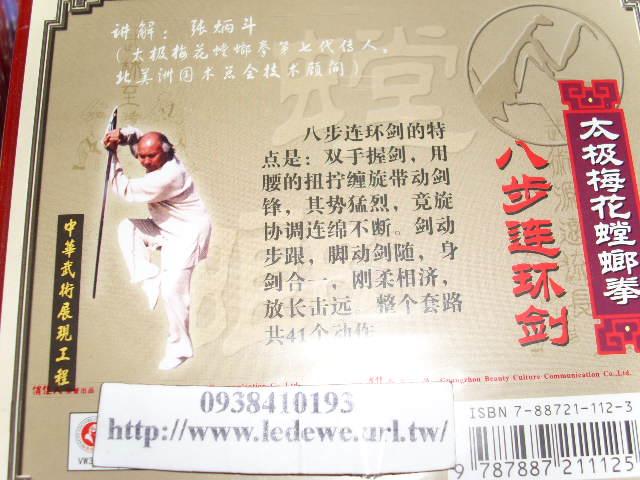 讲解：张炳斗
（太极梅花螳螂拳第七代传人，
北美洲国术总会技术顾问）
八步连环剑的特
点是：双手握剑，用
腰的扭拧缠旋带动剑
锋，其势猛烈，竞旋
协调连绵不断。剑动
步跟，脚动剑随，身
剑合一，刚柔相济，
放长击远。整个套路
共41个动作
太极梅花螳螂拳
八步连环剑
中華武術展現工程
Guangzhou Beauty Culture Communication Co.,Ltd.
0938410193
http://www.ledewe.url.tw/
ISBN 7-88721-112-3
9 787887 211125